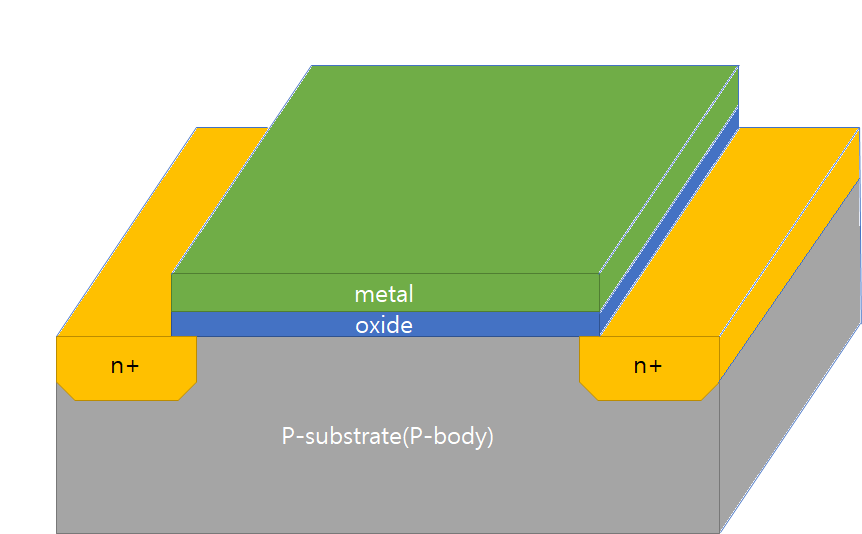 metal
oxide
n+
n+
P-substrate(P-body)